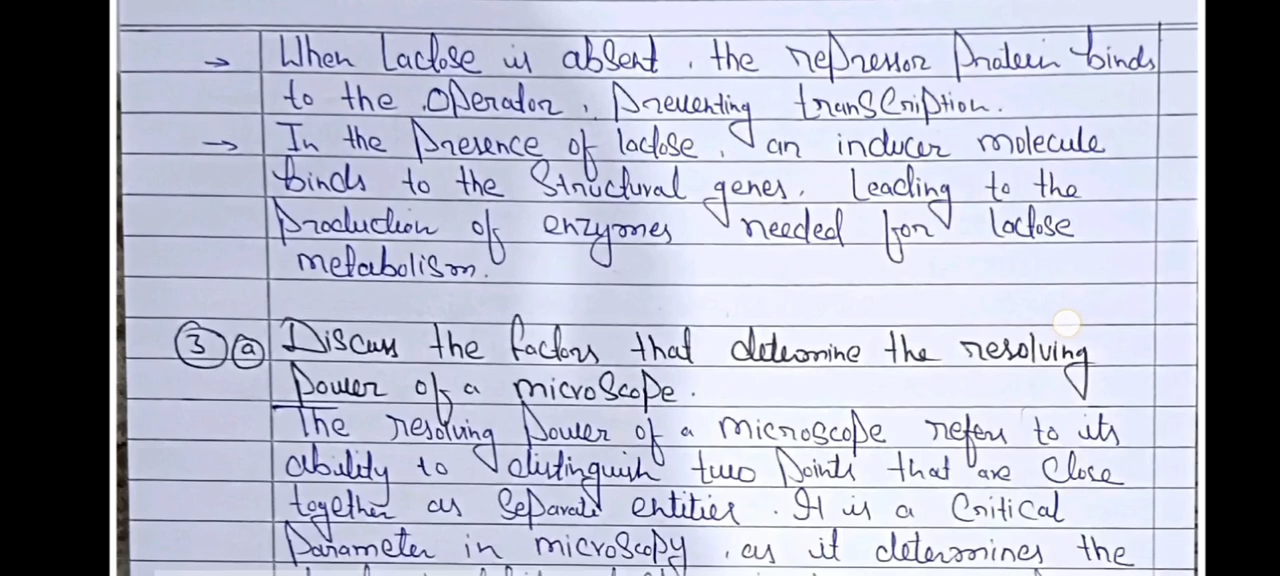 → When Lactose is absent, the repressor protein binds
to the operator, preventing transcription.
→ In the presence of lactose, an inducer molecule
binds to the structural genes. Leading to the
production of enzymes needed for lactose
metabolism.
3 a Discuss the factors that determine the resolving
power of a microscope.
The resolving power of a microscope refers to its
ability to distinguish two points that are close
together as separate entities. It is a critical
parameter in microscopy, as it determines the